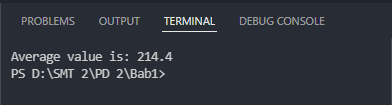 PROBLEMS OUTPUT TERMINAL DEBUG CONSOLE
Average value is: 214.4
PS D:\SMT 2\PD 2\Bab1>